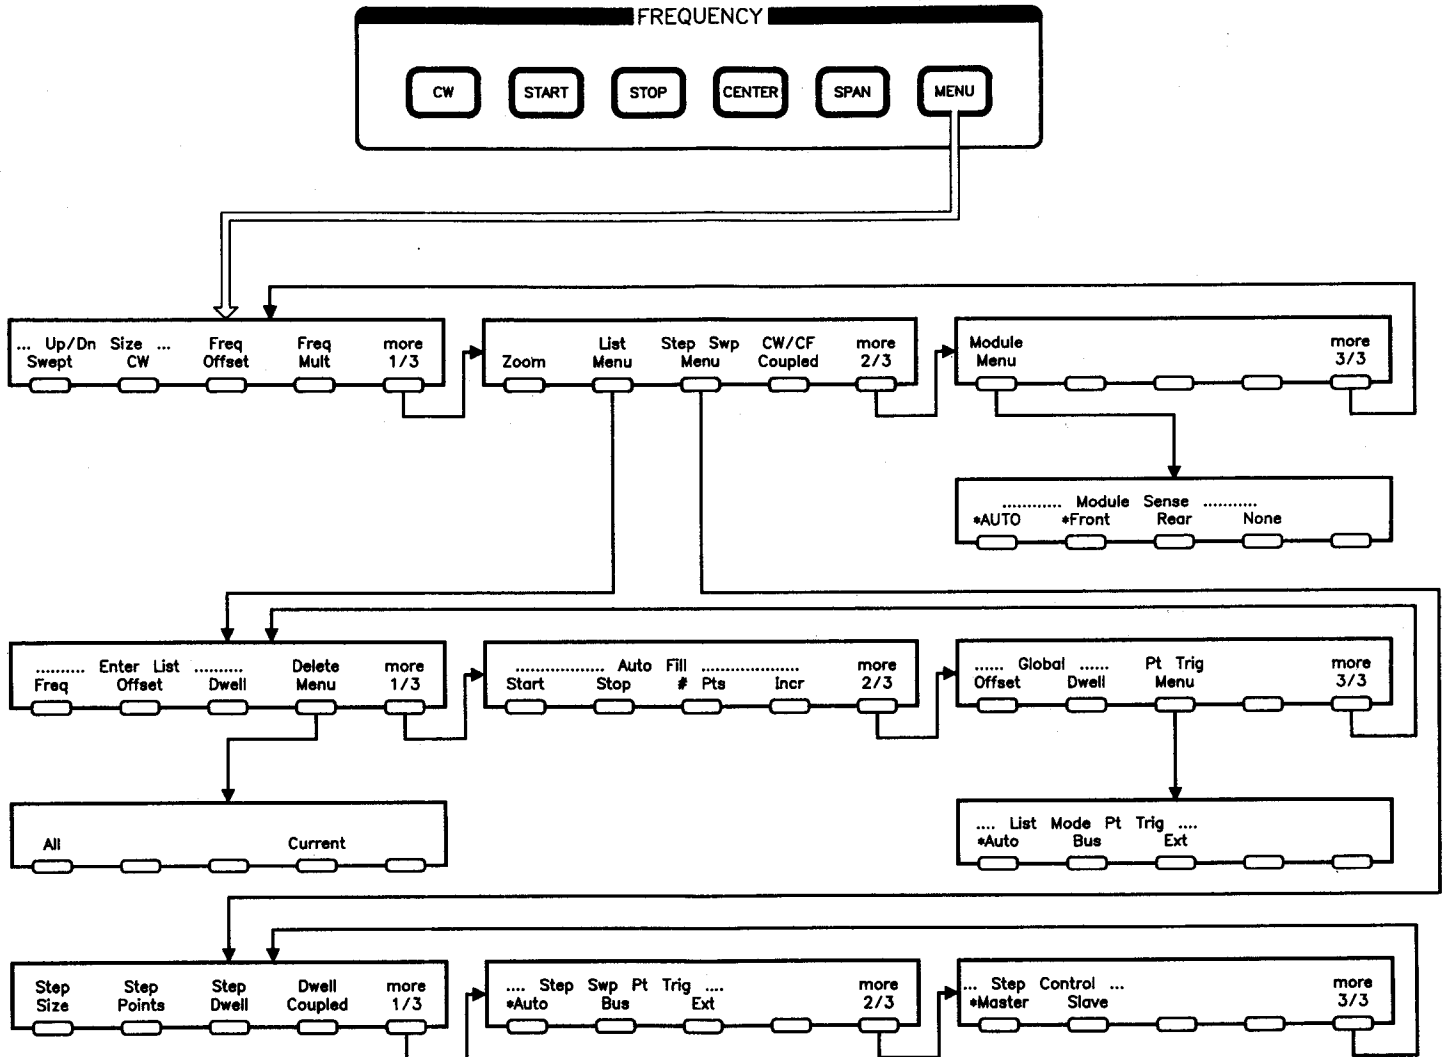 FREQUENCY
CW START STOP CENTER SPAN MENU
... Up/Dn Size ... Freq Freq more
Swept CW Offset Mult 1/3
List Step Swp CW/CF more
Zoom Menu Menu Coupled 2/3
Module more
Menu 3/3
............ Module Sense ...........
*AUTO *Front Rear None
.......... Enter List .......... Delete more
Freq Offset Dwell Menu 1/3
.................. Auto Fill .................... more
Start Stop # Pts Incr 2/3
...... Global ...... Pt Trig more
Offset Dwell Menu 3/3
All Current
.... List Mode Pt Trig ....
*Auto Bus Ext
Step Step Step Dwell more
Size Points Dwell Coupled 1/3
.... Step Swp Pt Trig .... more
*Auto Bus Ext 2/3
... Step Control ... more
*Master Slave 3/3